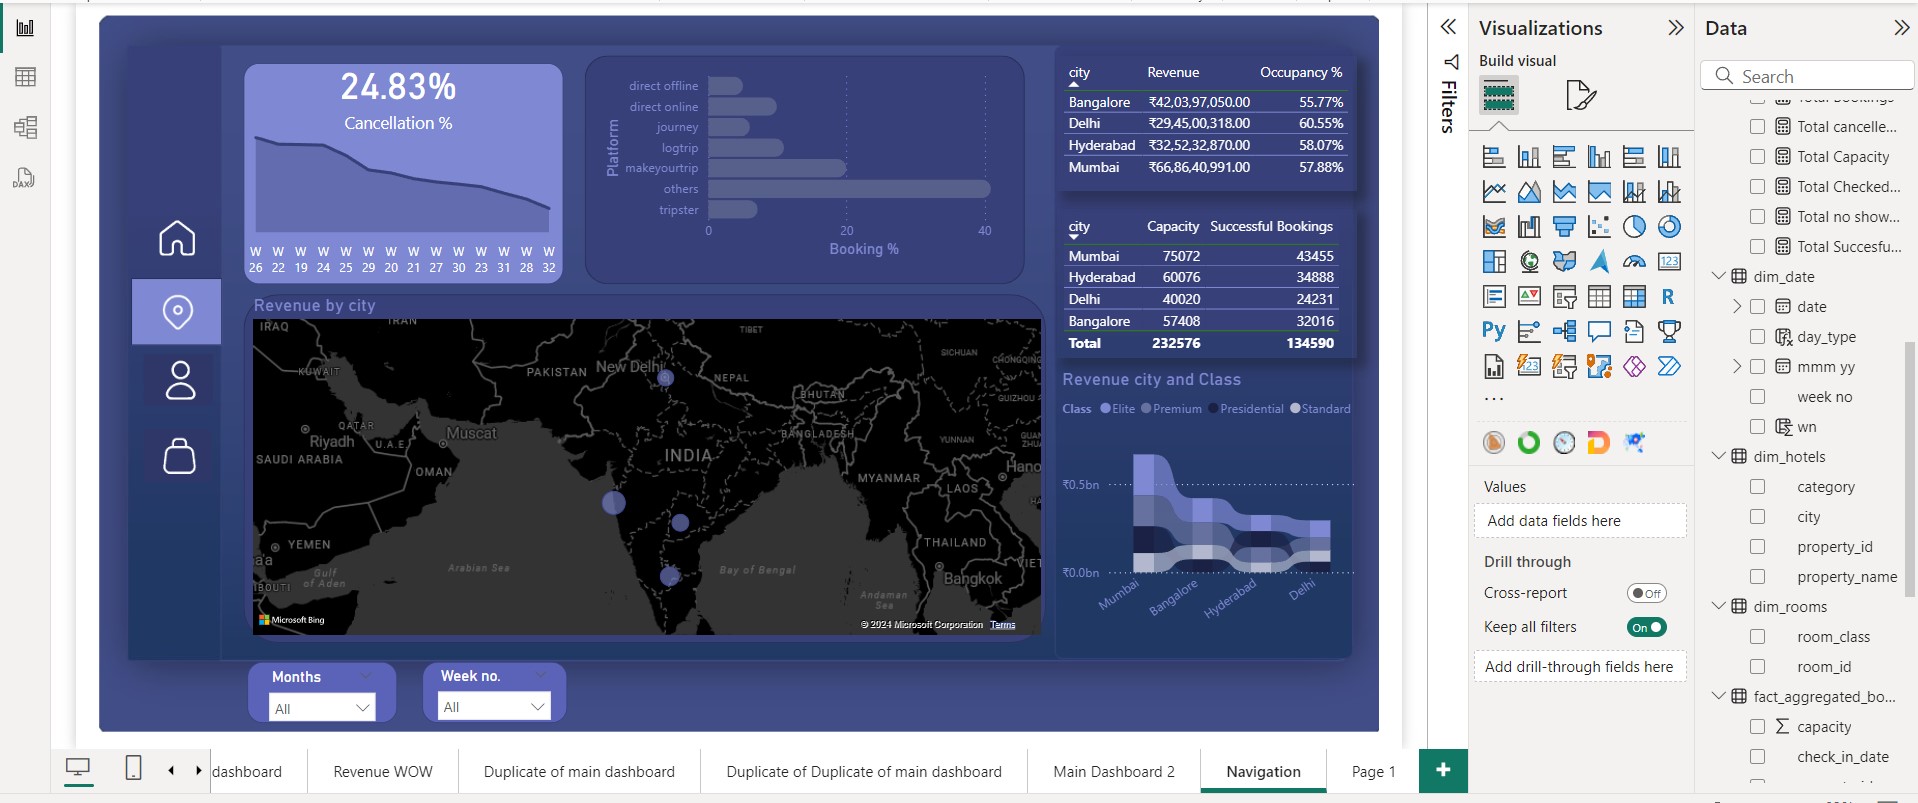 24.83%
Cancellation %
W W W W W W W W W W W W W W
26 22 19 24 25 29 20 21 27 30 23 31 28 32
Platform
direct offline
direct online
journey
logtrip
makeyourtrip
others
tripster
0 20 40
Booking %
city Revenue Occupancy %
Bangalore ₹42,03,97,050.00 55.77%
Delhi ₹29,45,00,318.00 60.55%
Hyderabad ₹32,52,32,870.00 58.07%
Mumbai ₹66,86,40,991.00 57.88%
city Capacity Successful Bookings
Mumbai 75072 43455
Hyderabad 60076 34888
Delhi 40020 24231
Bangalore 57408 32016
Total 232576 134590
Revenue by city
IRAQ
IRAN
TIBET
SICHUAN
CHONGQING
KUWAIT
PAKISTAN
New Delhi
NEPAL
BHUTAN
GUIZHOU
QATAR
Riyadh
U.A.E.
Muscat
SAUDI ARABIA
OMAN
INDIA
BANGLADESH
YUNNAN
MYANMAR
LAOS
Hano
YEMEN
Gulf
of Aden
Arabian Sea
Bay of Bengal
THAILAND
VIET
Bangkok
Andaman
Sea
IBOUTI
Microsoft Bing
© 2024 Microsoft Corporation Terms
Revenue city and Class
Class Elite Premium Presidential Standard
₹0.5bn
₹0.0bn
Mumbai
Bangalore
Hyderabad
Delhi
Months
All
Week no.
All
dashboard
Revenue WOW
Duplicate of main dashboard
Duplicate of Duplicate of main dashboard
Main Dashboard 2
Navigation
Page 1
+
Filters
Visualizations
Build visual
123
R
Py
...
Values
Add data fields here
Drill through
Cross-report
Off
Keep all filters
On
Add drill-through fields here
Data
Search
Total cancelle...
Total Capacity
Total Checked...
Total no show...
Total Succesfu...
dim_date
date
day_type
mmm yy
week no
wn
dim_hotels
category
city
property_id
property_name
dim_rooms
room_class
room_id
fact_aggregated_bo...
capacity
check_in_date
DAX